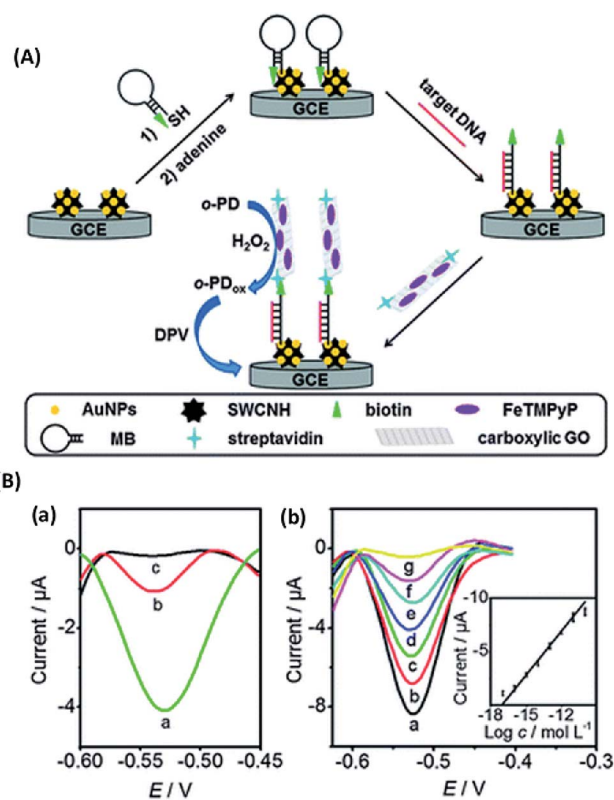 (A)
1) SH
2) adenine
GCE
target DNA
GCE
GCE
o-PD
H₂O₂
o-PDox
DPV
GCE
AuNPs SWCNH biotin FeTMPyP
MB streptavidin carboxylic GO
(B)
(a)
0
-2
-4
Current / µA
c
b
a
-0.60 -0.55 -0.50 -0.45
E / V
(b)
0
-4
-8
Current / µA
g
f
e
d
c
b
a
-0.6 -0.5 -0.4 -0.3
E / V
-10
-5
Current / µA
-18 -15 -12
Log c / mol L⁻¹